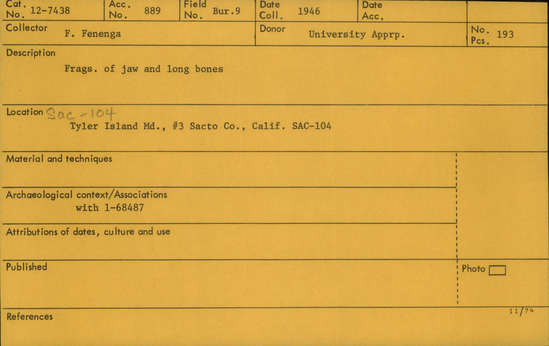 Cat. No. 12-7438 Acc. No. 889 Field No. Bur.9 Date Coll. 1946 Date Acc.
Collector F. Fenenga Donor University Apprp. No. Pcs. 193
Description
Frags. of jaw and long bones
Location Sac-104
Tyler Island Md., #3 Sacto Co., Calif. SAC-104
Material and techniques
Archaeological context/Associations
with 1-68487
Attributions of dates, culture and use
Published Photo
11/74
References